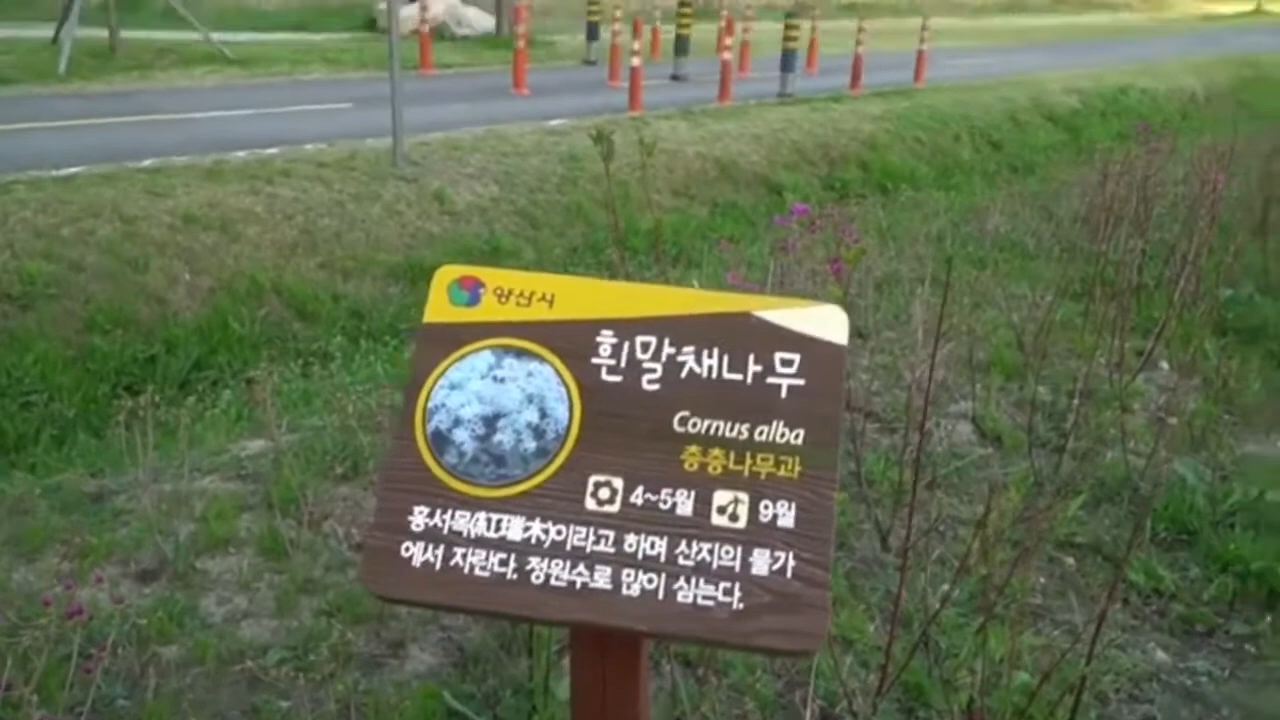 양산시
흰말채나무
Cornus alba
층층나무과
4~5월 9월
홍서목(紅瑞木)이라고 하며 산지의 물가
에서 자란다. 정원수로 많이 심는다.